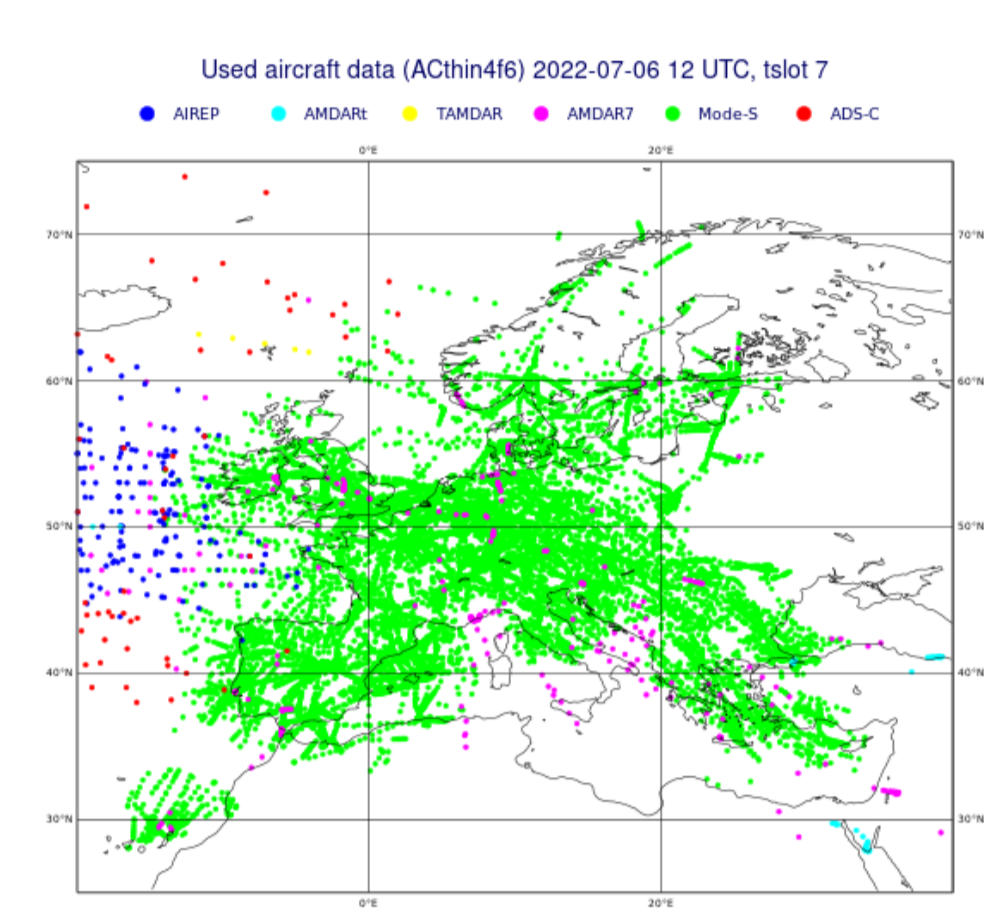 Used aircraft data (ACthin4f6) 2022-07-06 12 UTC, tslot 7
AIREP AMDARt TAMDAR AMDAR7 Mode-S ADS-C
0°E 20°E
70°N 70°N
60°N 60°N
50°N 50°N
40°N 40°N
30°N 30°N
0°E 20°E